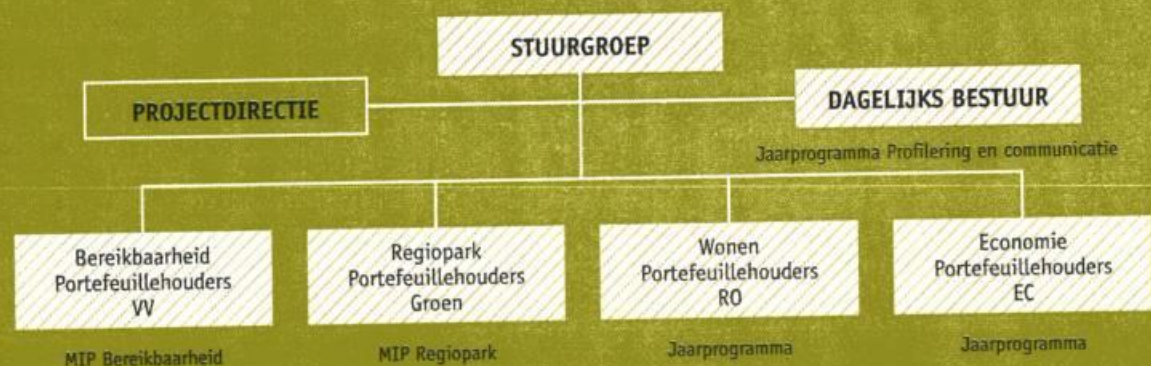 STUURGROEP
PROJECTDIRECTIE
DAGELIJKS BESTUUR
Jaarprogramma Profilering en communicatie
Bereikbaarheid
Portefeuillehouders
VV
MIP Bereikbaarheid
Regiopark
Portefeuillehouders
Groen
MIP Regiopark
Wonen
Portefeuillehouders
RO
Jaarprogramma
Economie
Portefeuillehouders
EC
Jaarprogramma